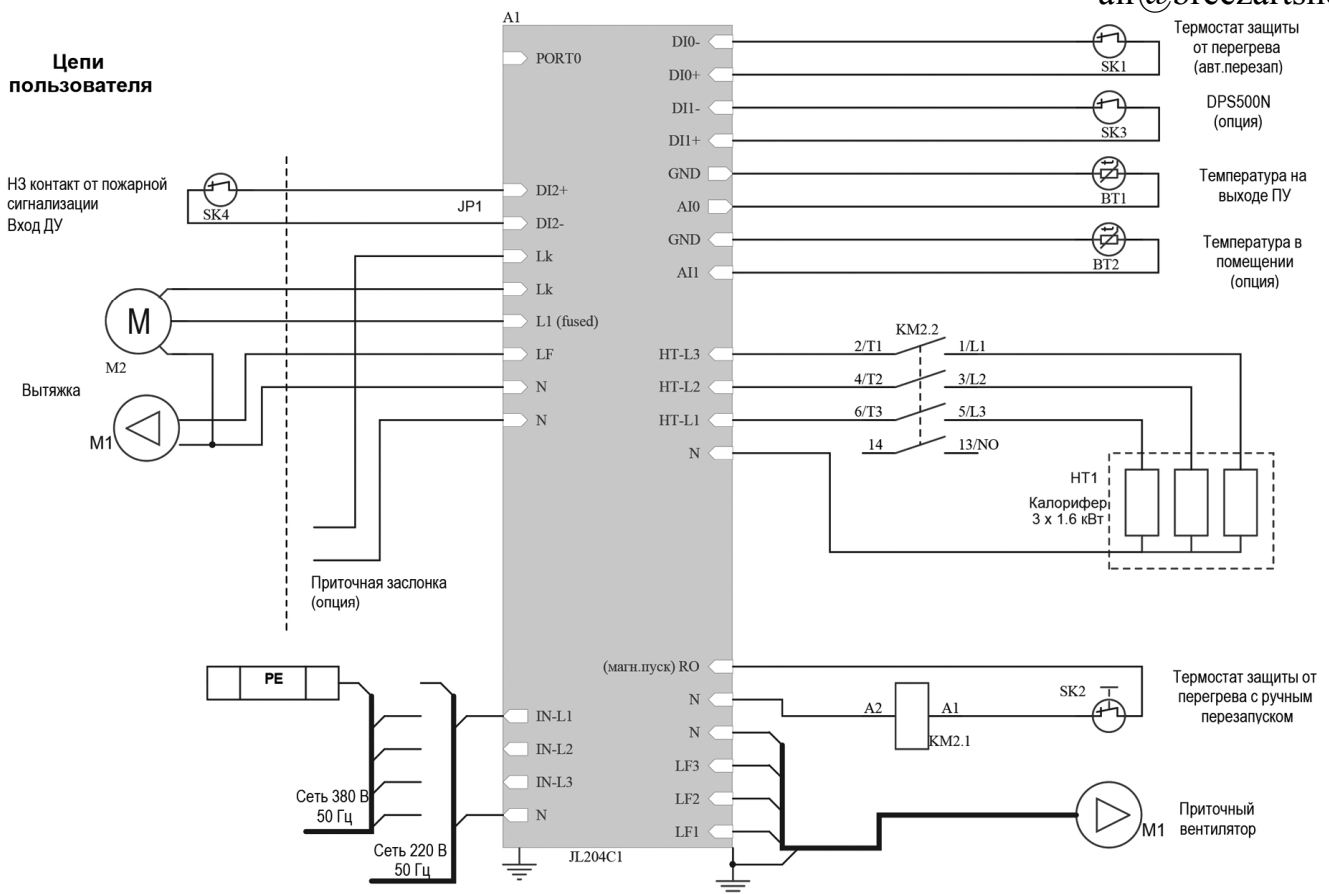 A1
Цепи
пользователя
PORT0
DI0-
SK1
DI0+
Термостат защиты
от перегрева
(авт.перезап)
DI1-
SK3
DI1+
DPS500N
(опция)
НЗ контакт от пожарной
сигнализации
Вход ДУ
SK4
JP1
DI2+
DI2-
GND
BT1
AI0
Температура на
выходе ПУ
GND
BT2
AI1
Температура в
помещении
(опция)
Lk
Lk
L1 (fused)
LF
N
N
M
M2
Вытяжка
M1
KM2.2
HT-L3
2/T1
1/L1
HT-L2
4/T2
3/L2
HT-L1
6/T3
5/L3
N
14
13/NO
HT1
Калорифер
3 x 1.6 кВт
Приточная заслонка
(опция)
PE
IN-L1
IN-L2
IN-L3
N
Сеть 380 В
50 Гц
Сеть 220 В
50 Гц
(магн.пуск) RO
N
A2
A1
KM2.1
SK2
Термостат защиты от
перегрева с ручным
перезапуском
N
LF3
LF2
LF1
M1
Приточный
вентилятор
JL204C1